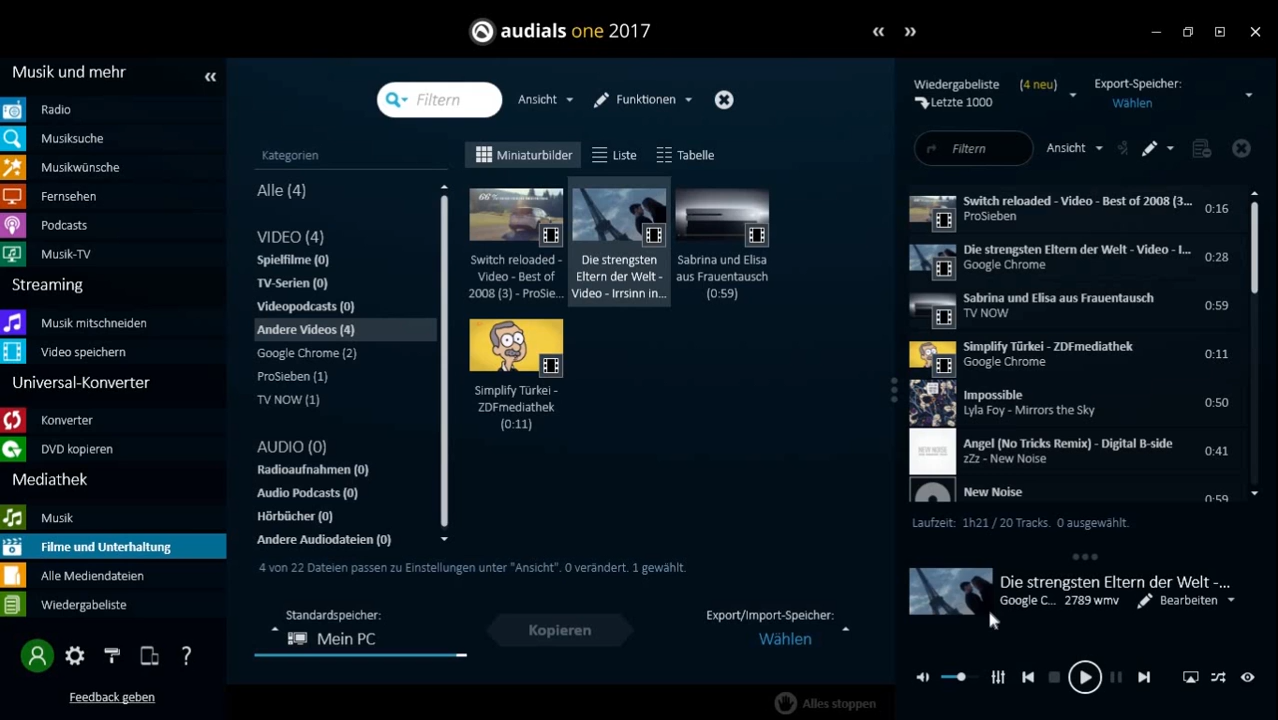 audials one 2017
Musik und mehr
Radio
Musiksuche
Musikwünsche
Fernsehen
Podcasts
Musik-TV
Streaming
Musik mitschneiden
Video speichern
Universal-Konverter
Konverter
DVD kopieren
Mediathek
Musik
Filme und Unterhaltung
Alle Mediendateien
Wiedergabeliste
Feedback geben
Filtern
Ansicht
Funktionen
Kategorien
Alle (4)
VIDEO (4)
Spielfilme (0)
TV-Serien (0)
Videopodcasts (0)
Andere Videos (4)
Google Chrome (2)
ProSieben (1)
TV NOW (1)
AUDIO (0)
Radioaufnahmen (0)
Audio Podcasts (0)
Hörbücher (0)
Andere Audiodateien (0)
Miniaturbilder
Liste
Tabelle
Switch reloaded -
Video - Best of
2008 (3) - ProSie...
Die strengsten
Eltern der Welt -
Video - Irrsinn in...
Sabrina und Elisa
aus Frauentausch
(0:59)
Simplify Türkei -
ZDFmediathek
(0:11)
4 von 22 Dateien passen zu Einstellungen unter "Ansicht". 0 verändert. 1 gewählt.
Standardspeicher:
Mein PC
Kopieren
Export/Import-Speicher:
Wählen
Alles stoppen
Wiedergabeliste (4 neu)
Letzte 1000
Export-Speicher:
Wählen
Filtern
Ansicht
Switch reloaded - Video - Best of 2008 (3... 0:16
ProSieben
Die strengsten Eltern der Welt - Video - I... 0:28
Google Chrome
Sabrina und Elisa aus Frauentausch 0:59
TV NOW
Simplify Türkei - ZDFmediathek 0:11
Google Chrome
Impossible 0:50
Lyla Foy - Mirrors the Sky
Angel (No Tricks Remix) - Digital B-side 0:41
zZz - New Noise
New Noise 0:59
Laufzeit: 1h21 / 20 Tracks. 0 ausgewählt.
Die strengsten Eltern der Welt -...
Google C... 2789 wmv Bearbeiten